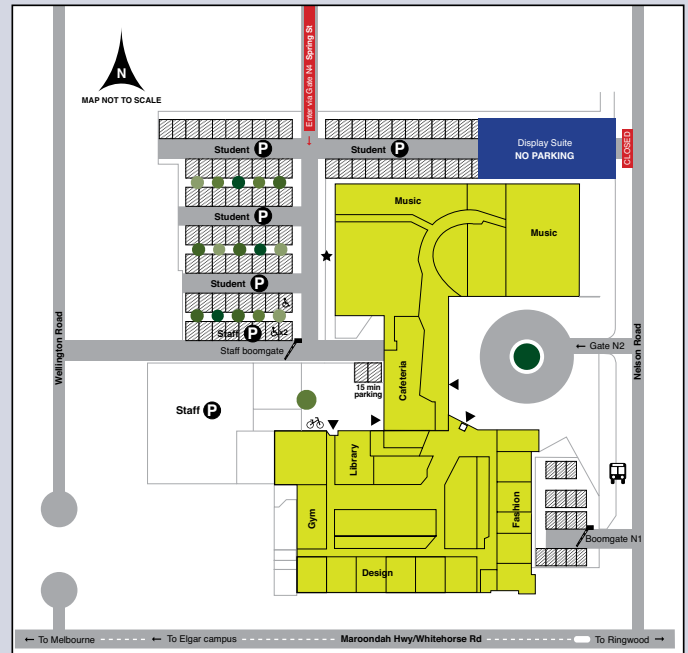 N
MAP NOT TO SCALE
Enter via Gate N4 Spring St
Student P
Student P
Display Suite
NO PARKING
CLOSED
Music
Student P
Music
Student P
Staff P
x2
Staff boomgate
Gate N2
Wellington Road
Nelson Road
15 min
parking
Cafeteria
Staff P
Library
Gym
Fashion
Boomgate N1
Design
← To Melbourne
← To Elgar campus
Maroondah Hwy/Whitehorse Rd
To Ringwood →